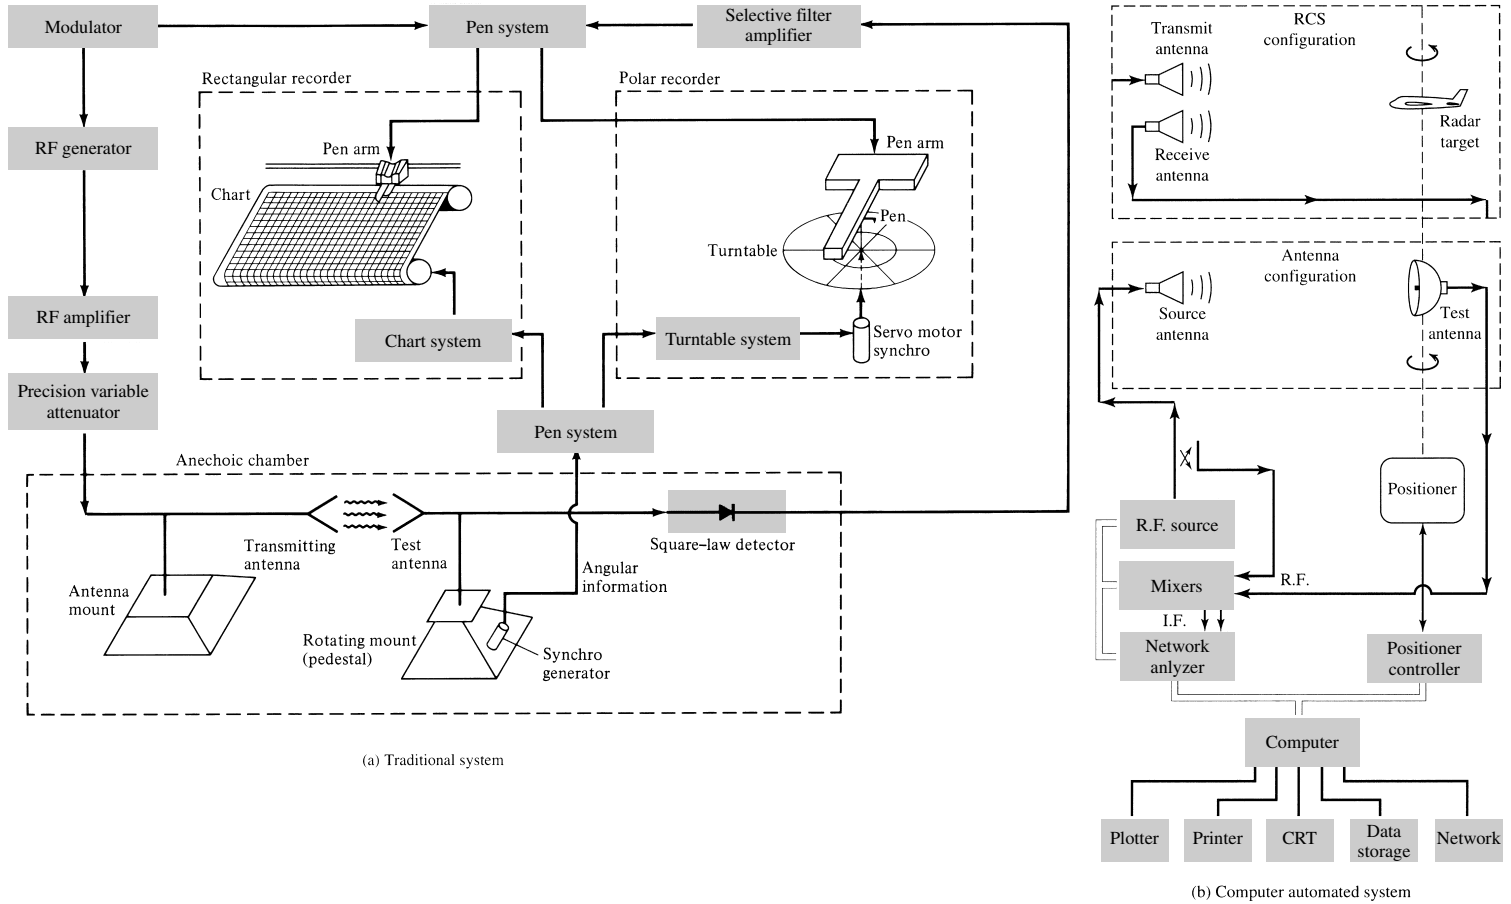 Modulator
Pen system
Selective filter
amplifier
Rectangular recorder
Polar recorder
RF generator
Pen arm
Chart
Pen arm
Pen
Turntable
RF amplifier
Chart system
Turntable system
Servo motor
synchro
Precision variable
attenuator
Pen system
Anechoic chamber
Transmitting
antenna
Test
antenna
Square–law detector
Antenna
mount
Angular
information
Rotating mount
(pedestal)
Synchro
generator
(a) Traditional system
RCS
configuration
Transmit
antenna
Radar
target
Receive
antenna
Antenna
configuration
Source
antenna
Test
antenna
Positioner
R.F. source
Mixers
R.F.
I.F.
Network
anlyzer
Positioner
controller
Computer
Plotter
Printer
CRT
Data
storage
Network
(b) Computer automated system